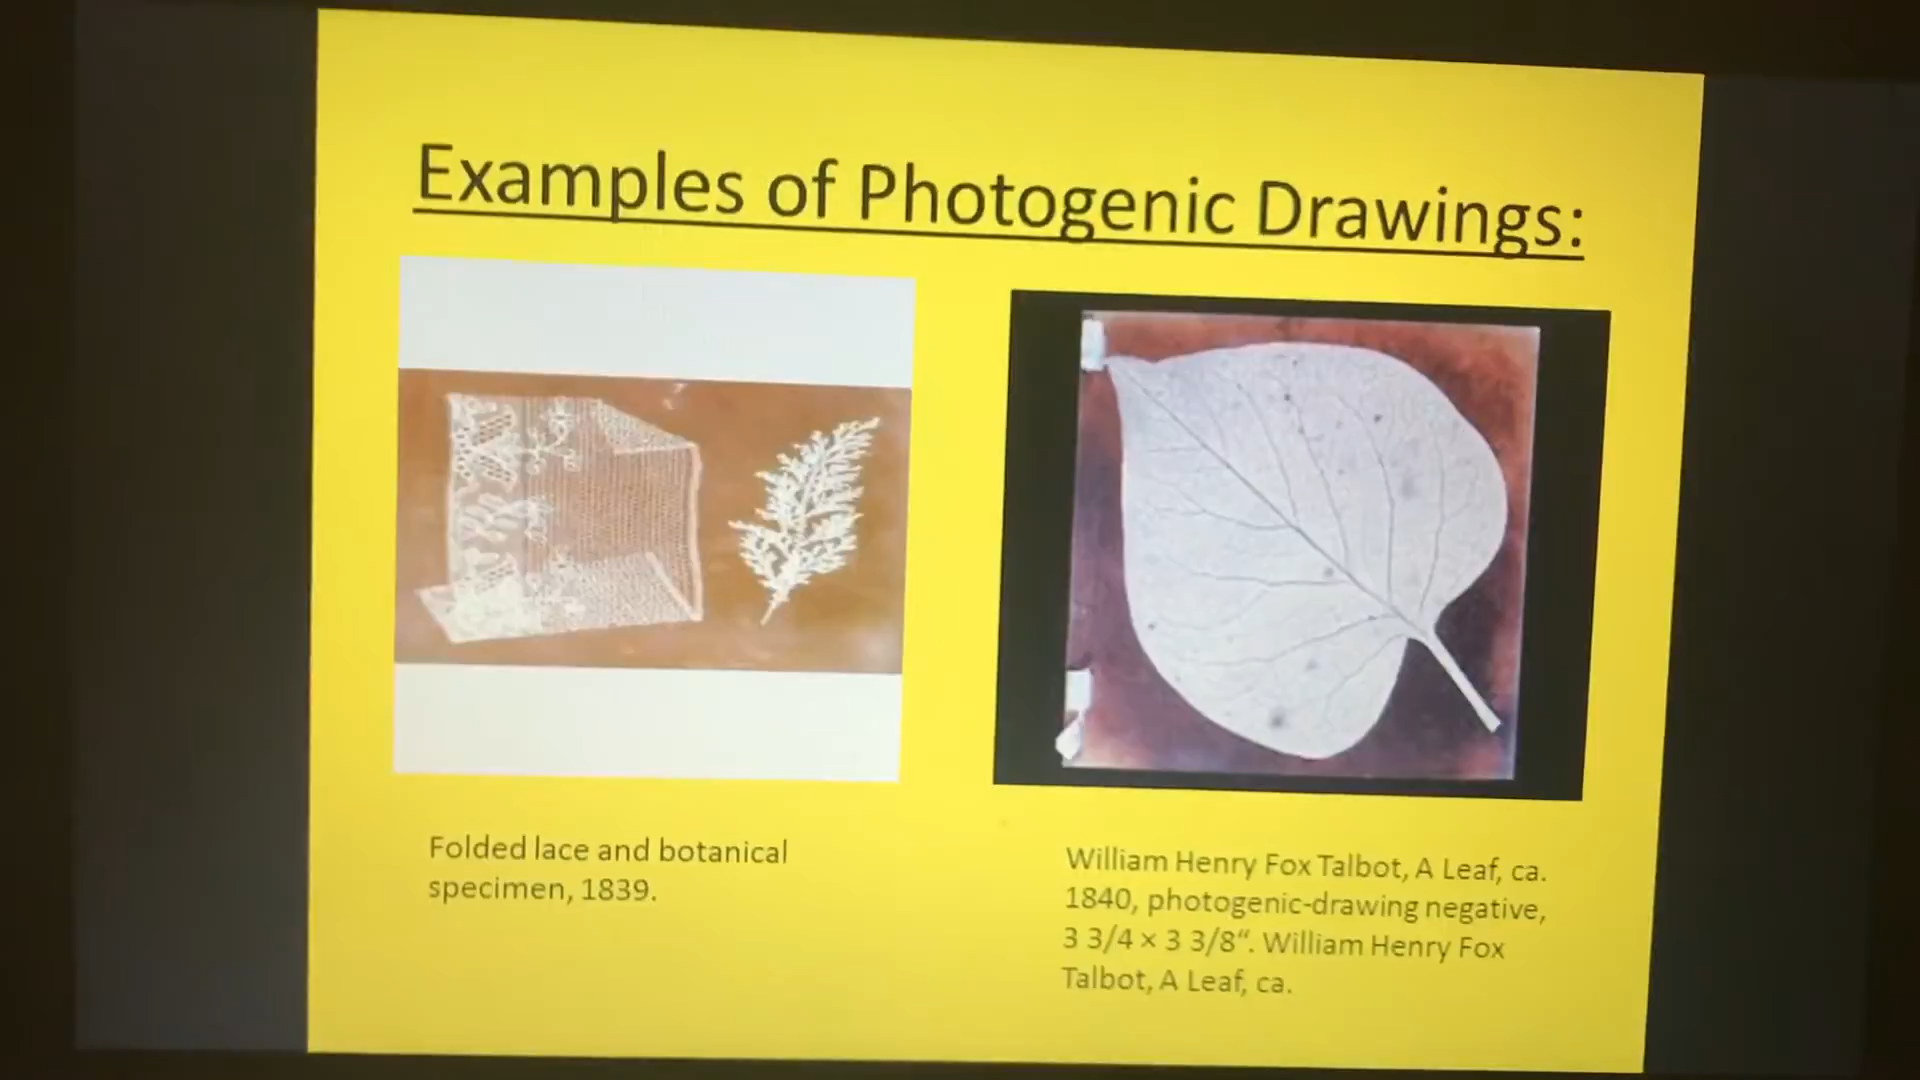 Examples of Photogenic Drawings:
Folded lace and botanical
specimen, 1839.
William Henry Fox Talbot, A Leaf, ca.
1840, photogenic-drawing negative,
3 3/4 × 3 3/8“. William Henry Fox
Talbot, A Leaf, ca.